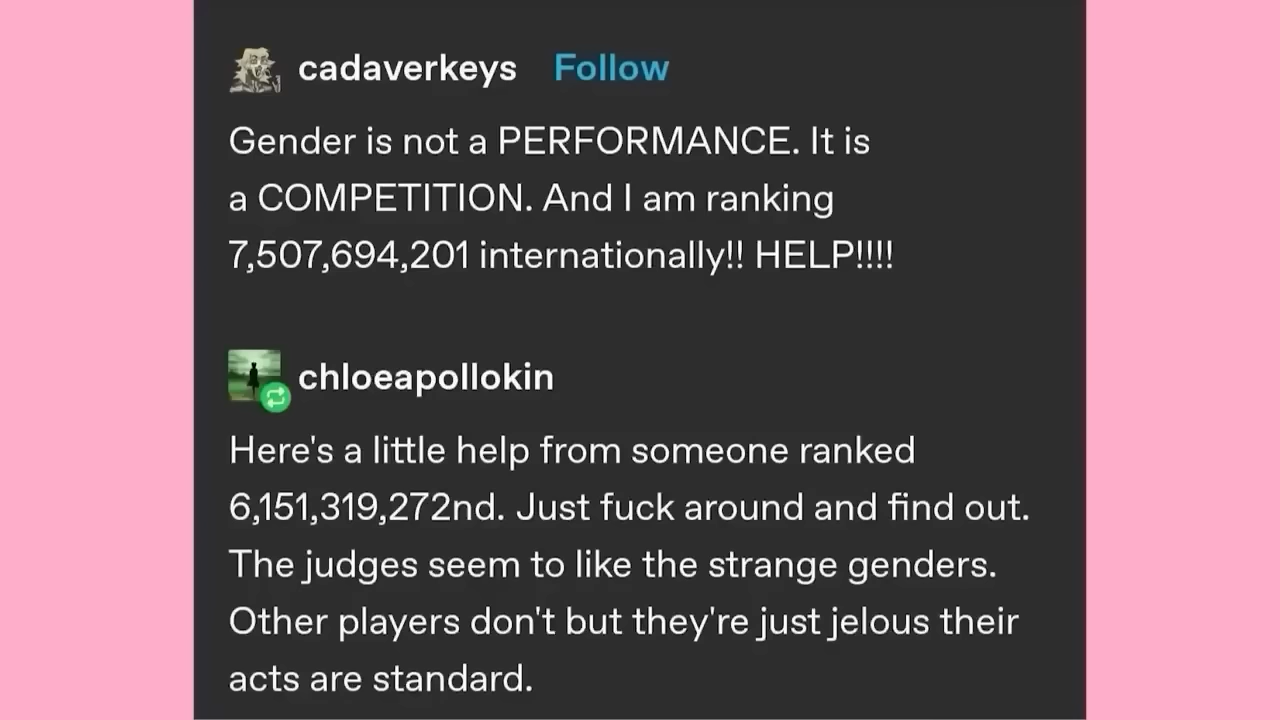 cadaverkeys Follow
Gender is not a PERFORMANCE. It is
a COMPETITION. And I am ranking
7,507,694,201 internationally!! HELP!!!!
chloeapollokin
Here's a little help from someone ranked
6,151,319,272nd. Just fuck around and find out.
The judges seem to like the strange genders.
Other players don't but they're just jelous their
acts are standard.